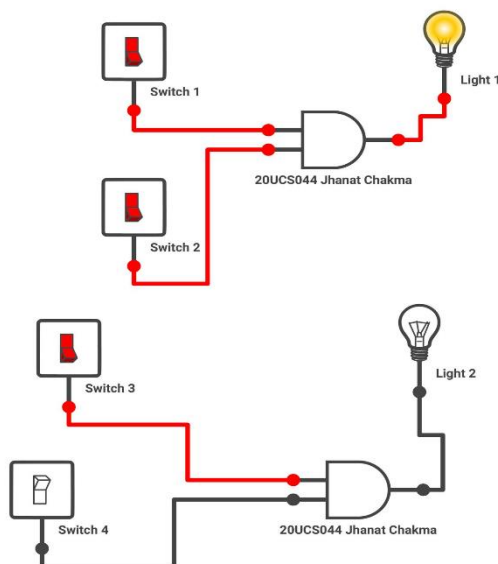 Switch 1
Light 1
20UCS044 Jhanat Chakma
Switch 2
Switch 3
Light 2
Switch 4
20UCS044 Jhanat Chakma